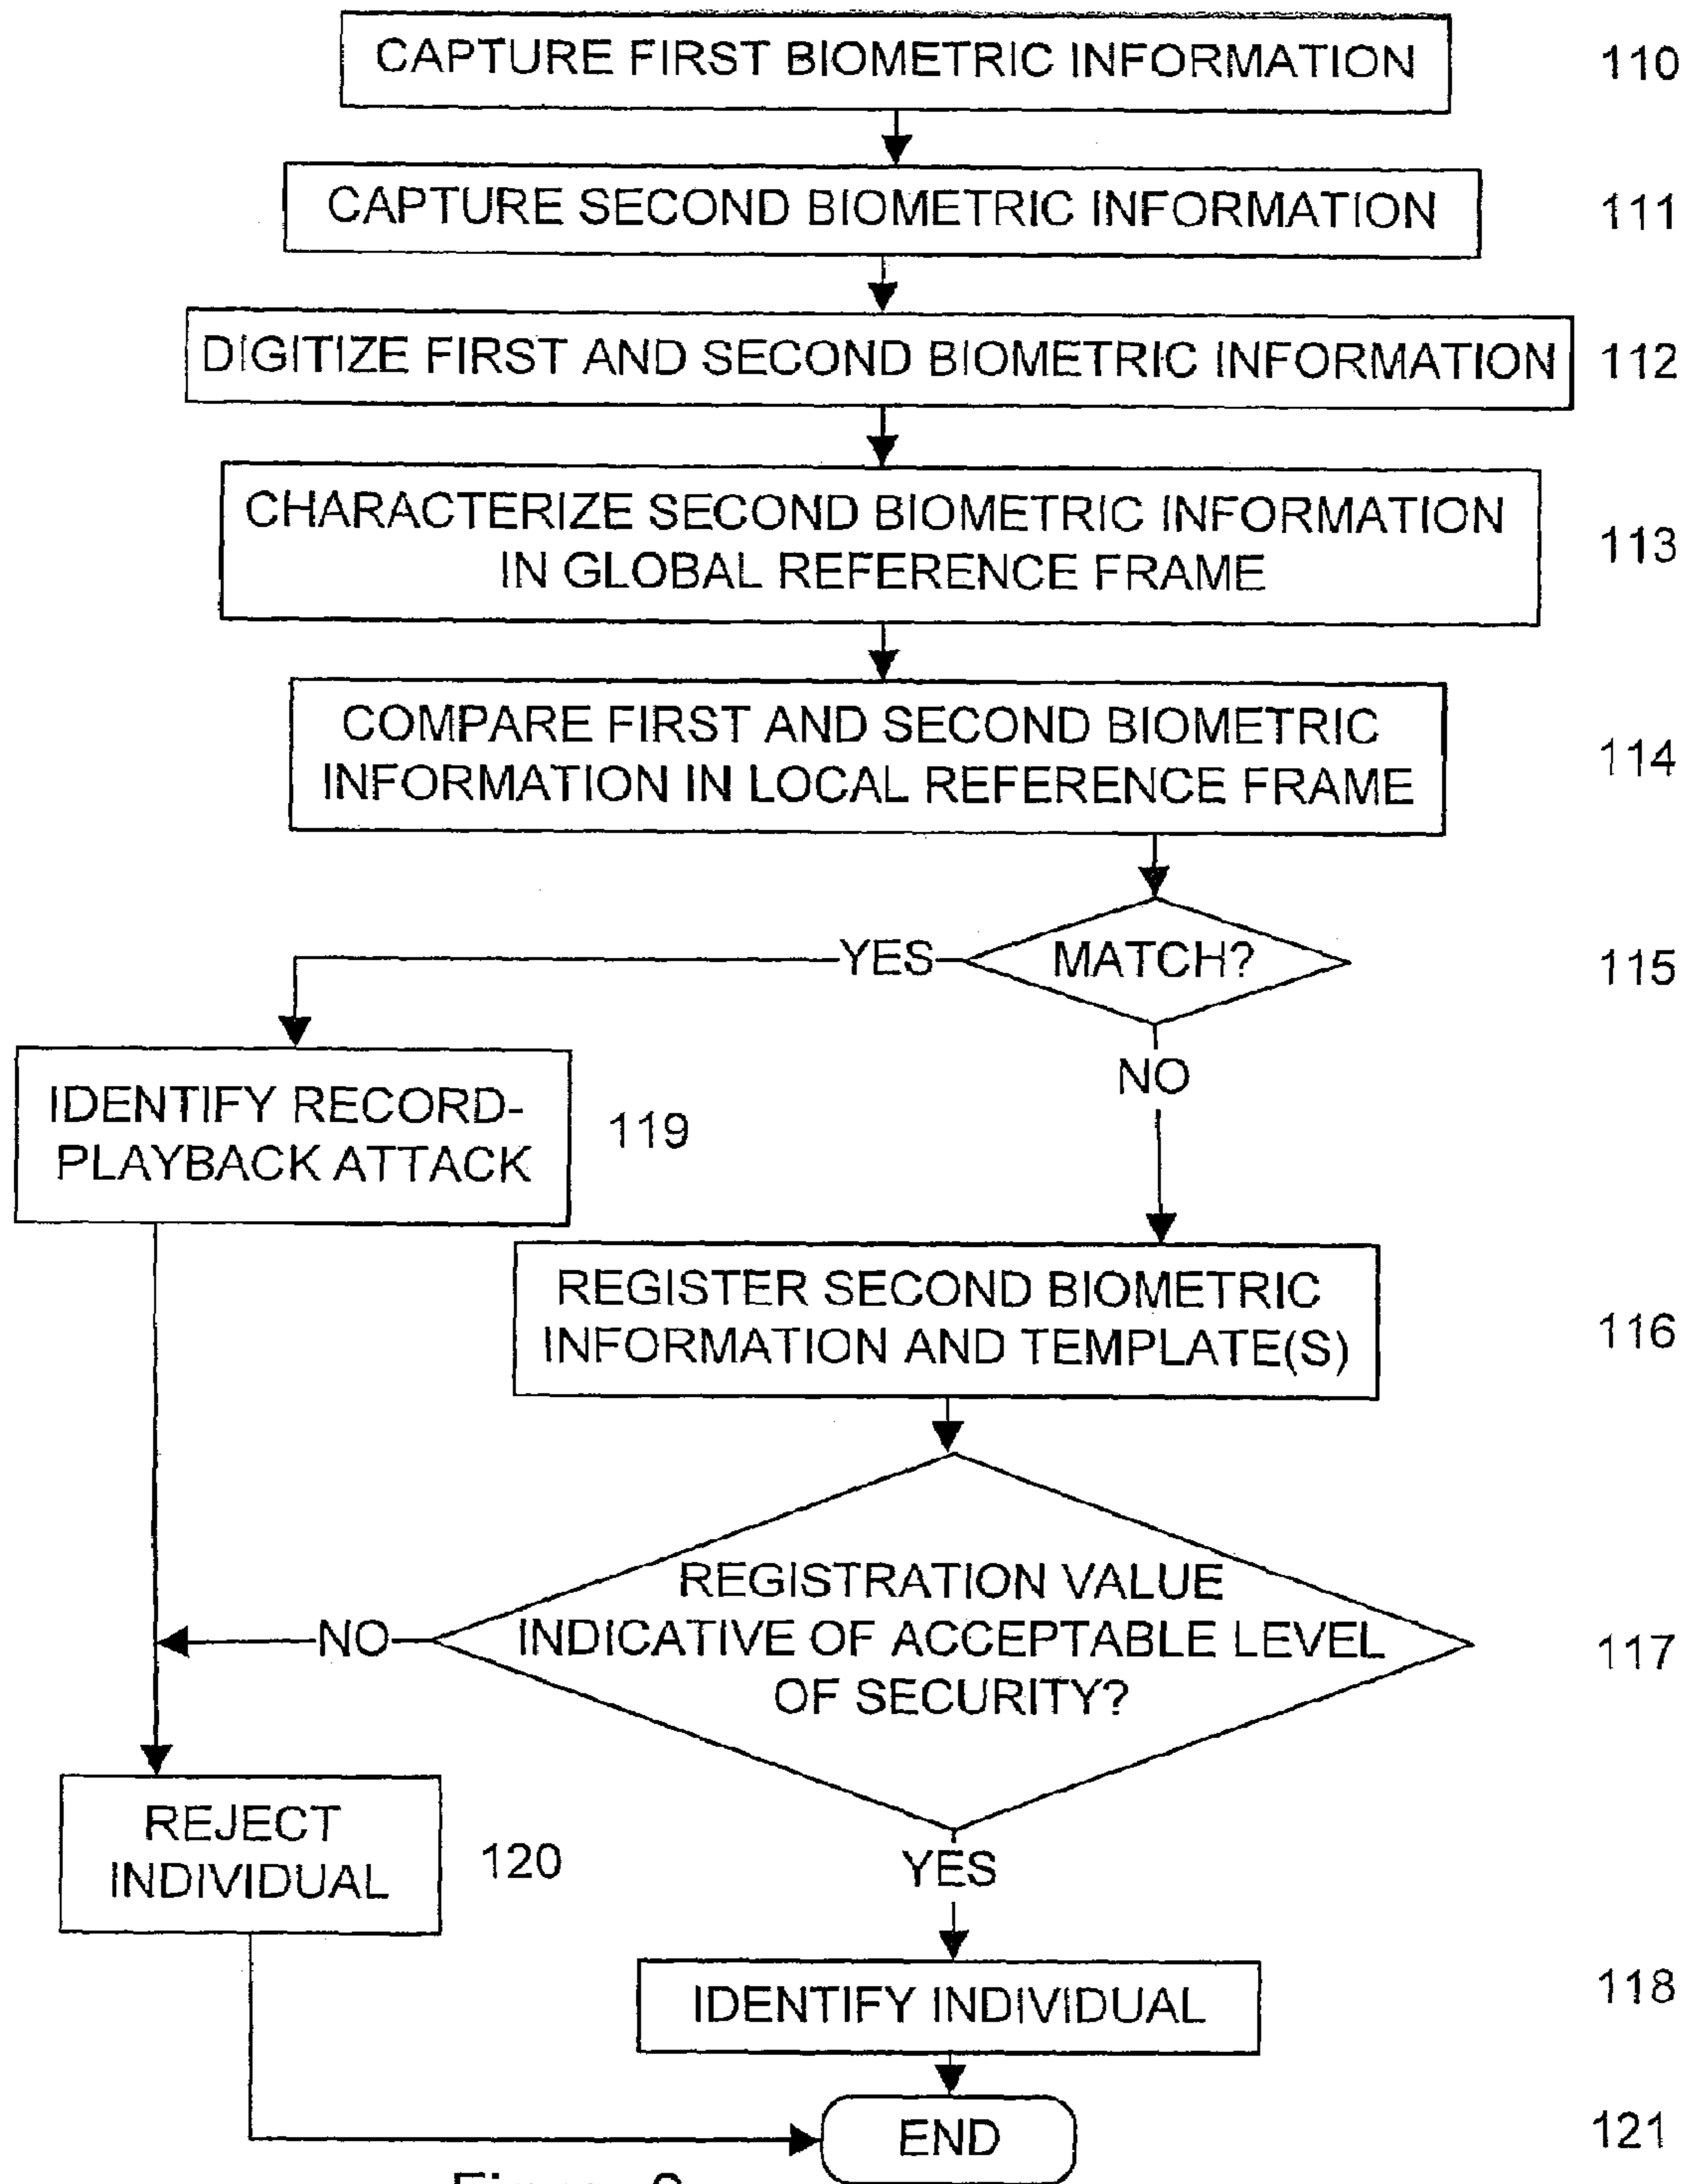 CAPTURE FIRST BIOMETRIC INFORMATION 110
CAPTURE SECOND BIOMETRIC INFORMATION 111
DIGITIZE FIRST AND SECOND BIOMETRIC INFORMATION 112
CHARACTERIZE SECOND BIOMETRIC INFORMATION
IN GLOBAL REFERENCE FRAME
113
COMPARE FIRST AND SECOND BIOMETRIC
INFORMATION IN LOCAL REFERENCE FRAME
114
YES
MATCH?
115
NO
IDENTIFY RECORD-
PLAYBACK ATTACK
119
REGISTER SECOND BIOMETRIC
INFORMATION AND TEMPLATE(S)
116
REGISTRATION VALUE
INDICATIVE OF ACCEPTABLE LEVEL
OF SECURITY?
117
NO
YES
REJECT
INDIVIDUAL
120
IDENTIFY INDIVIDUAL
118
END
121